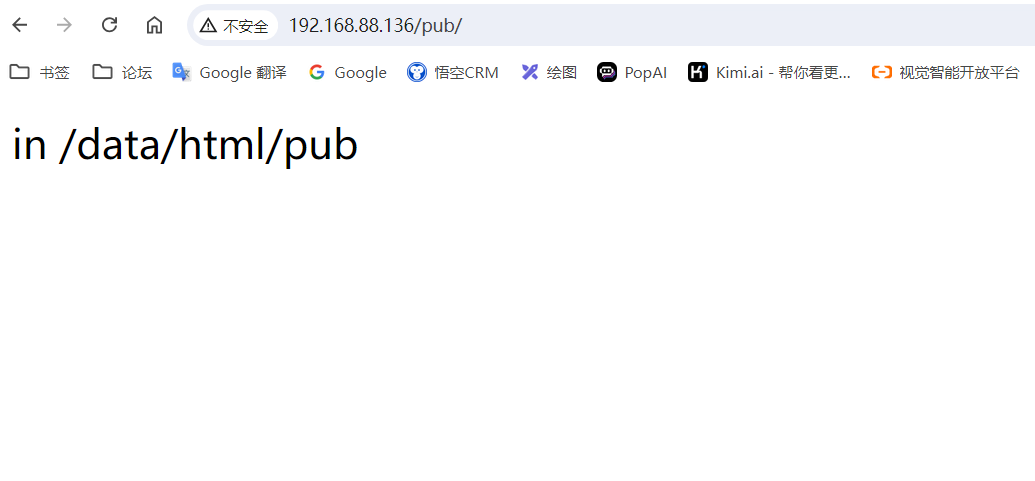 不安全 192.168.88.136/pub/
书签 论坛 Google 翻译 Google 悟空CRM 绘图 PopAI Kimi.ai - 帮你看更... 视觉智能开放平台
in /data/html/pub